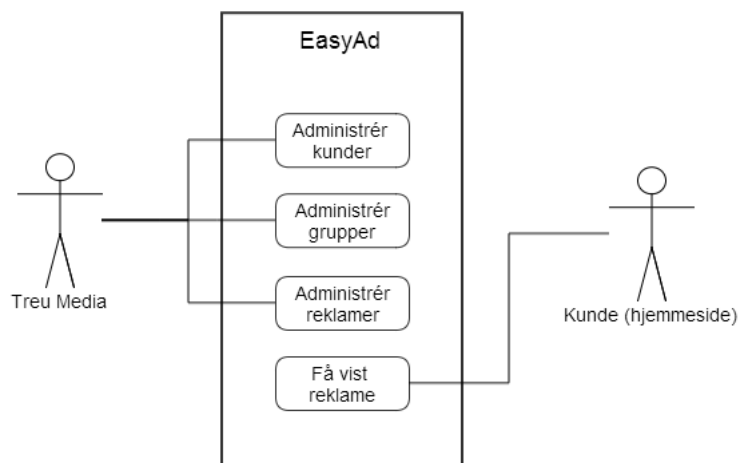 EasyAd
Administrér
kunder
Administrér
grupper
Administrér
reklamer
Få vist
reklame
Treu Media
Kunde (hjemmeside)